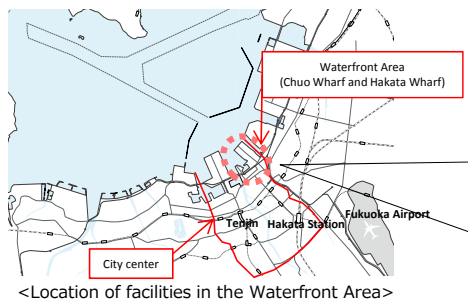 Waterfront Area
(Chuo Wharf and Hakata Wharf)
Fukuoka Airport
Tenjin
Hakata Station
City center
<Location of facilities in the Waterfront Area>